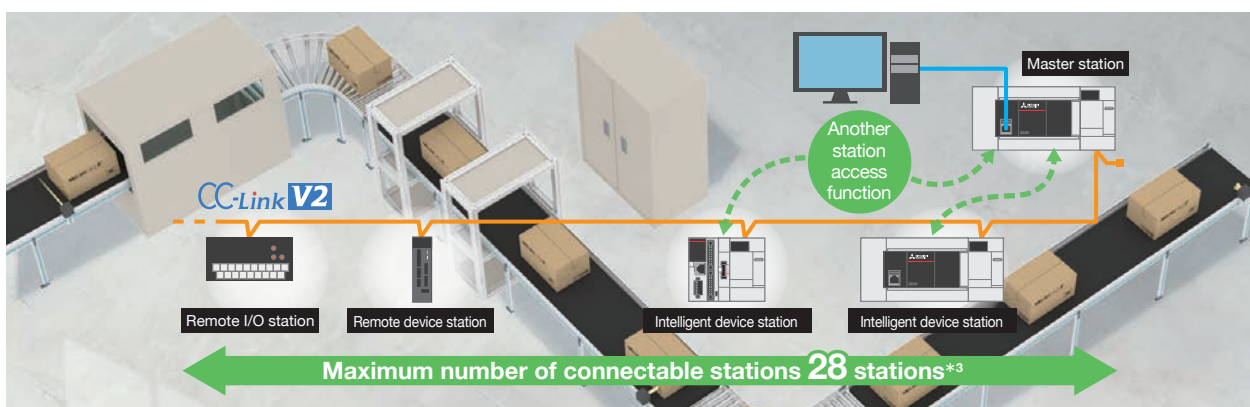 Master station
Another
station
access
function
CC-Link V2
Remote I/O station
Remote device station
Intelligent device station
Intelligent device station
Maximum number of connectable stations 28 stations*3